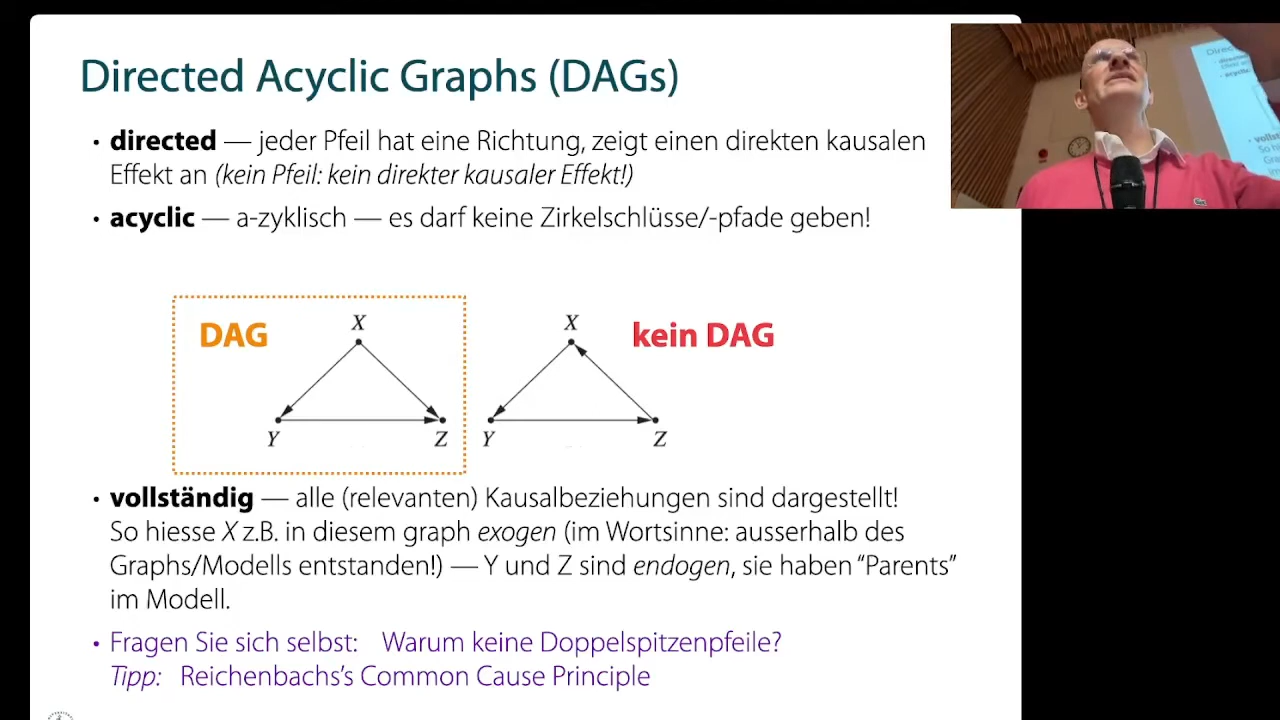 Directed Acyclic Graphs (DAGs)
• directed — jeder Pfeil hat eine Richtung, zeigt einen direkten kausalen
Effekt an (kein Pfeil: kein direkter kausaler Effekt!)
• acyclic — a-zyklisch — es darf keine Zirkelschlüsse/-pfade geben!
DAG
X
Y
Z
X
kein DAG
Y
Z
• vollständig — alle (relevanten) Kausalbeziehungen sind dargestellt!
So hiesse X z.B. in diesem graph exogen (im Wortsinne: ausserhalb des
Graphs/Modells entstanden!) — Y und Z sind endogen, sie haben “Parents”
im Modell.
• Fragen Sie sich selbst: Warum keine Doppelspitzenpfeile?
Tipp: Reichenbachs's Common Cause Principle